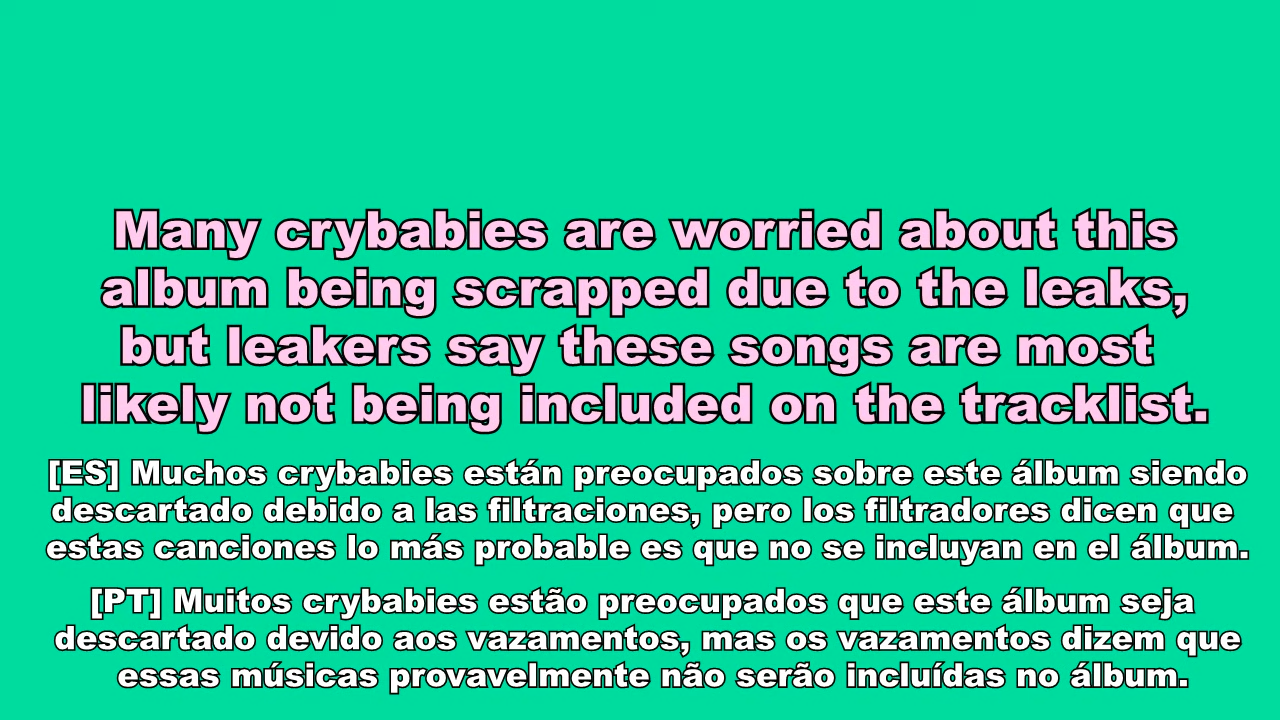 Many crybabies are worried about this
album being scrapped due to the leaks,
but leakers say these songs are most
likely not being included on the tracklist.
[ES] Muchos crybabies están preocupados sobre este álbum siendo
descartado debido a las filtraciones, pero los filtradores dicen que
estas canciones lo más probable es que no se incluyan en el álbum.
[PT] Muitos crybabies estão preocupados que este álbum seja
descartado devido aos vazamentos, mas os vazamentos dizem que
essas músicas provavelmente não serão incluídas no álbum.